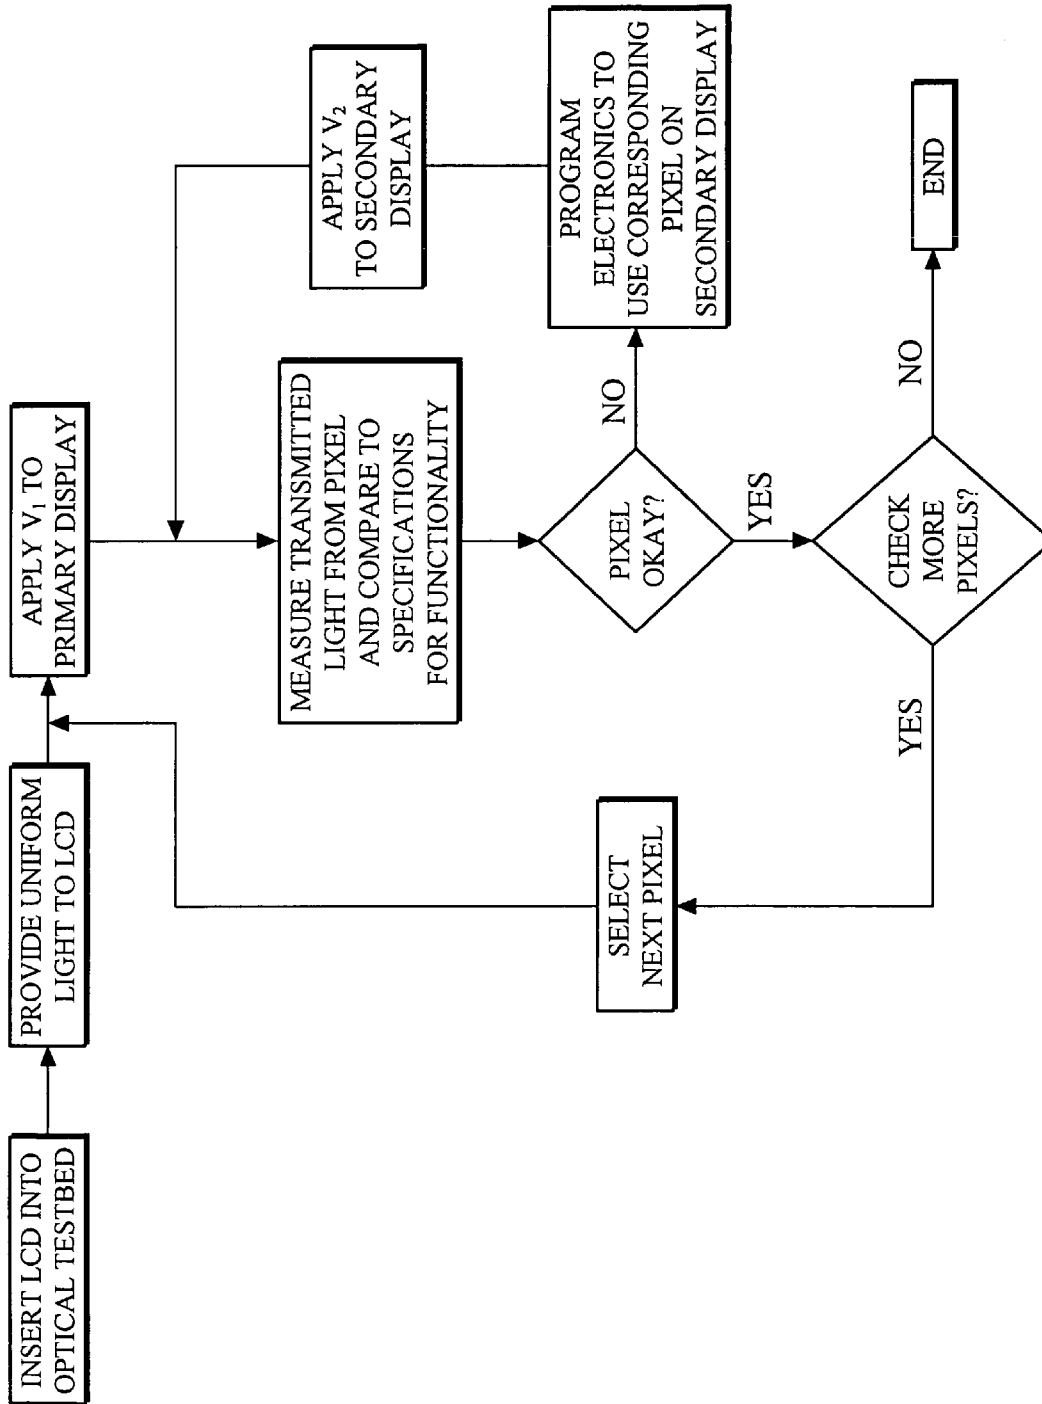 INSERT LCD INTO
OPTICAL TESTBED
PROVIDE UNIFORM
LIGHT TO LCD
APPLY V₁ TO
PRIMARY DISPLAY
MEASURE TRANSMITTED
LIGHT FROM PIXEL
AND COMPARE TO
SPECIFICATIONS
FOR FUNCTIONALITY
APPLY V₂
TO SECONDARY
DISPLAY
PIXEL
OKAY?
NO
PROGRAM
ELECTRONICS TO
USE CORRESPONDING
PIXEL ON
SECONDARY DISPLAY
YES
SELECT
NEXT PIXEL
CHECK
MORE
PIXELS?
YES
NO
END